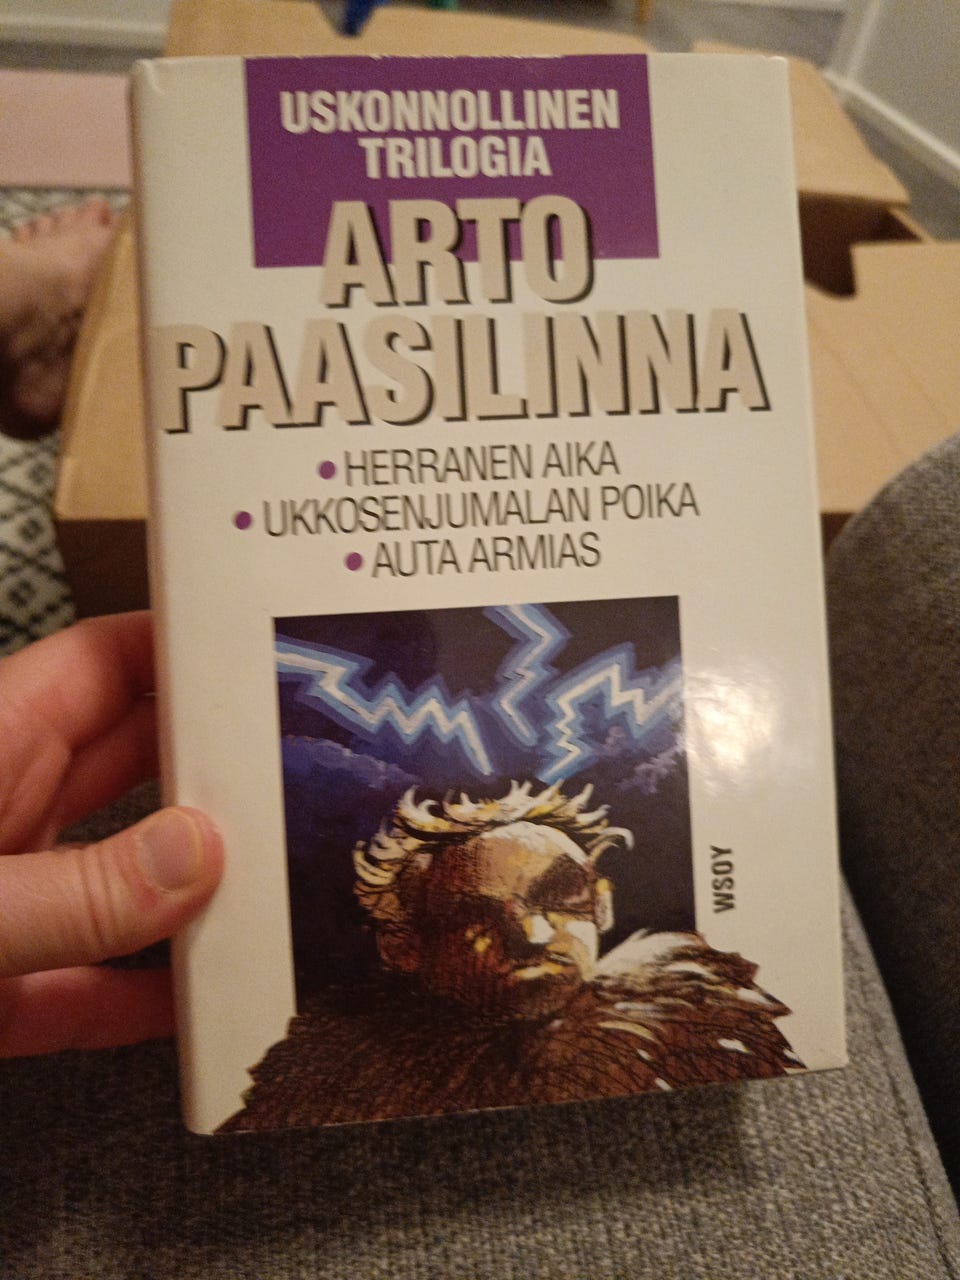 USKONNOLLINEN
TRILOGIA
ARTO
PAASILINNA
• HERRANEN AIKA
• UKKOSENJUMALAN POIKA
• AUTA ARMIAS
WSOY